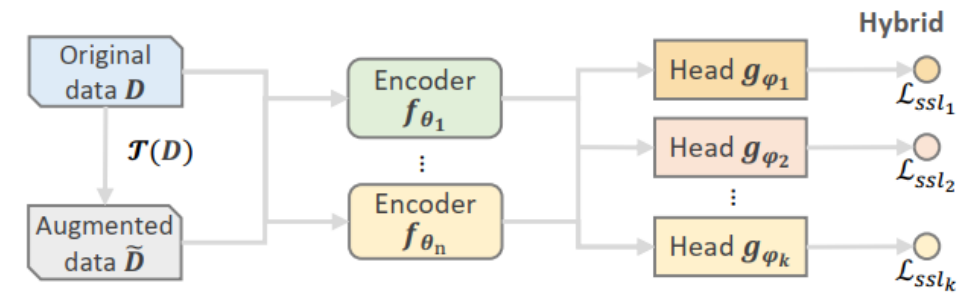 Hybrid
Original
data D
𝒯(D)
Augmented
data D̃
Encoder
f_θ₁
⋮
Encoder
f_θₙ
Head g_φ₁
Head g_φ₂
⋮
Head g_φₖ
ℒ_ssl₁
ℒ_ssl₂
ℒ_sslₖ